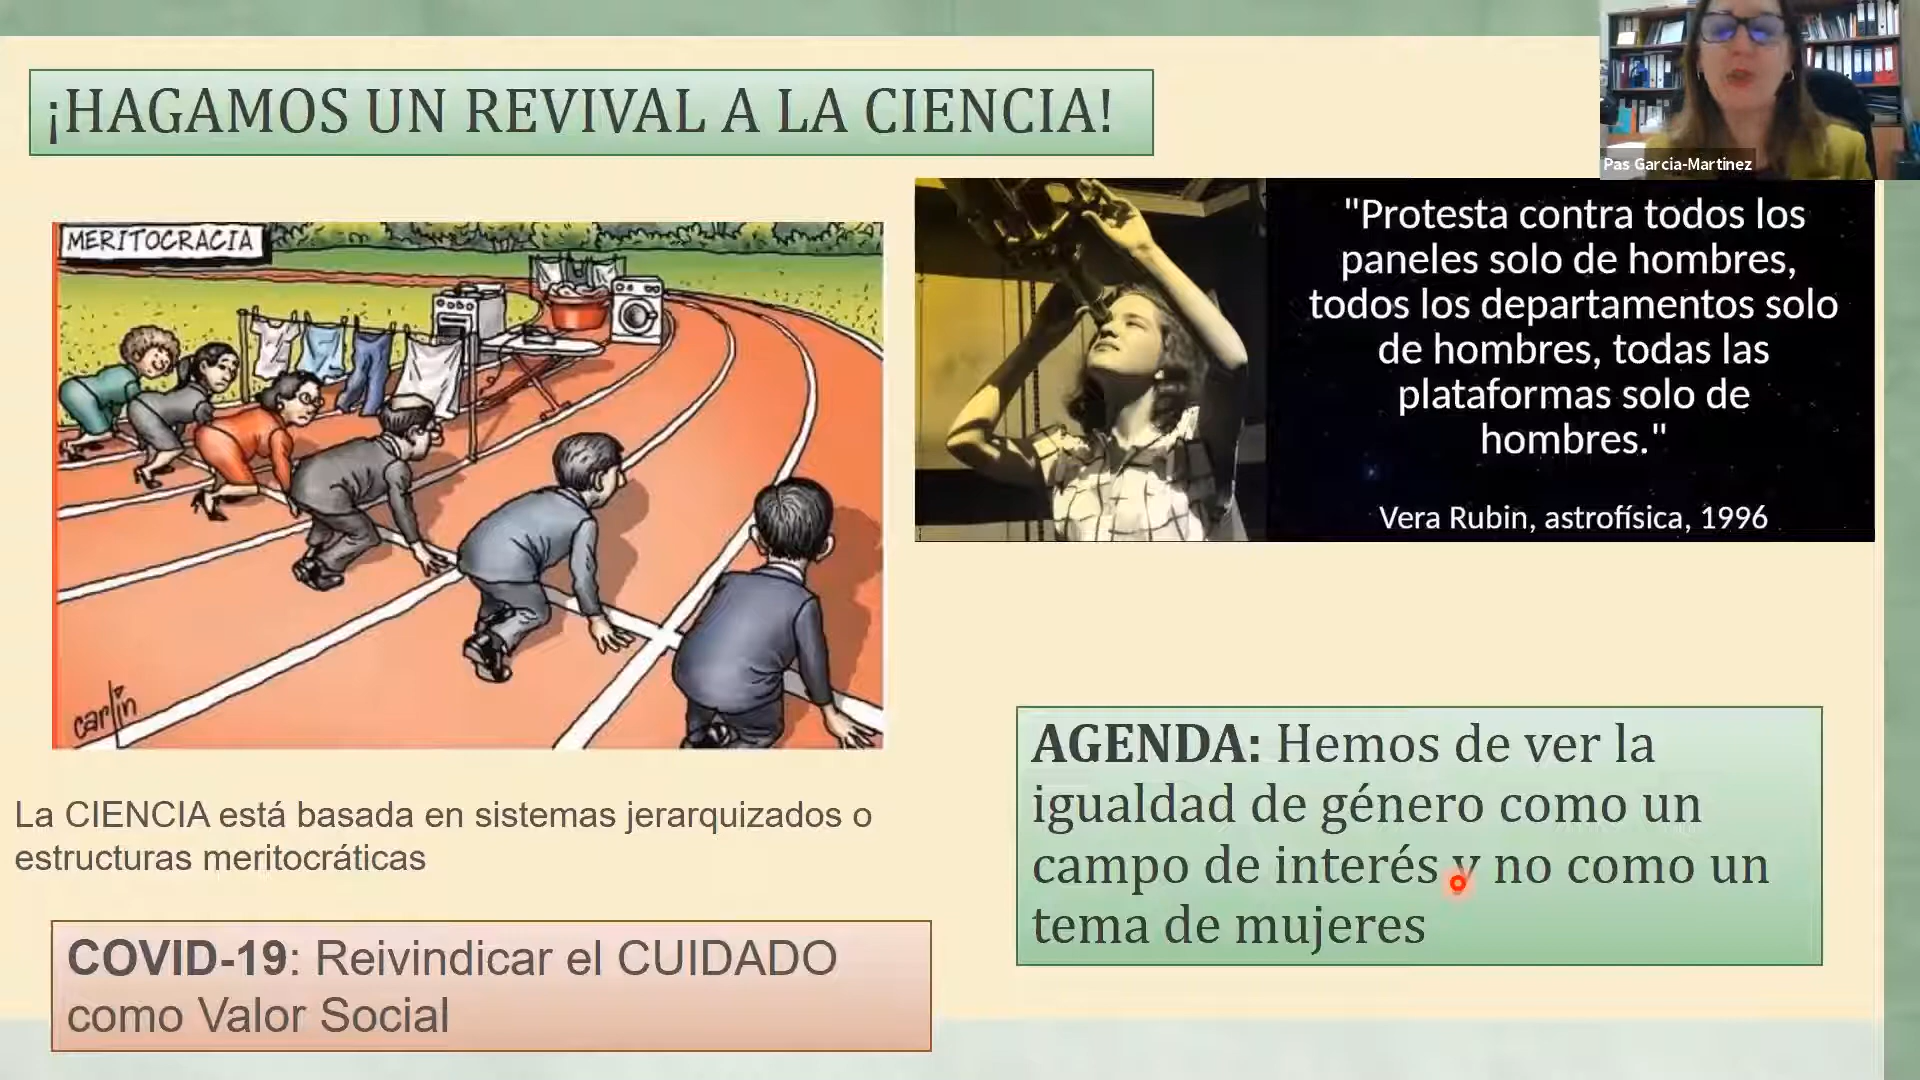 ¡HAGAMOS UN REVIVAL A LA CIENCIA!
Pas Garcia-Martinez
MERITOCRACIA
carlin
"Protesta contra todos los
paneles solo de hombres,
todos los departamentos solo
de hombres, todas las
plataformas solo de
hombres."
Vera Rubin, astrofísica, 1996
La CIENCIA está basada en sistemas jerarquizados o
estructuras meritocráticas
COVID-19: Reivindicar el CUIDADO
como Valor Social
AGENDA: Hemos de ver la
igualdad de género como un
campo de interés y no como un
tema de mujeres